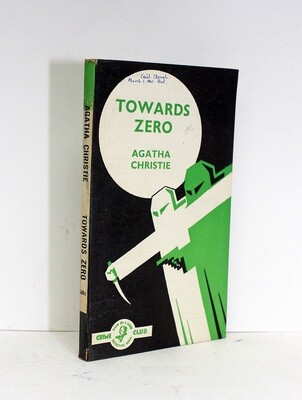 TOWARDS
ZERO
AGATHA
CHRISTIE
CRIME
CLUB
AGATHA CHRISTIE
TOWARDS ZERO